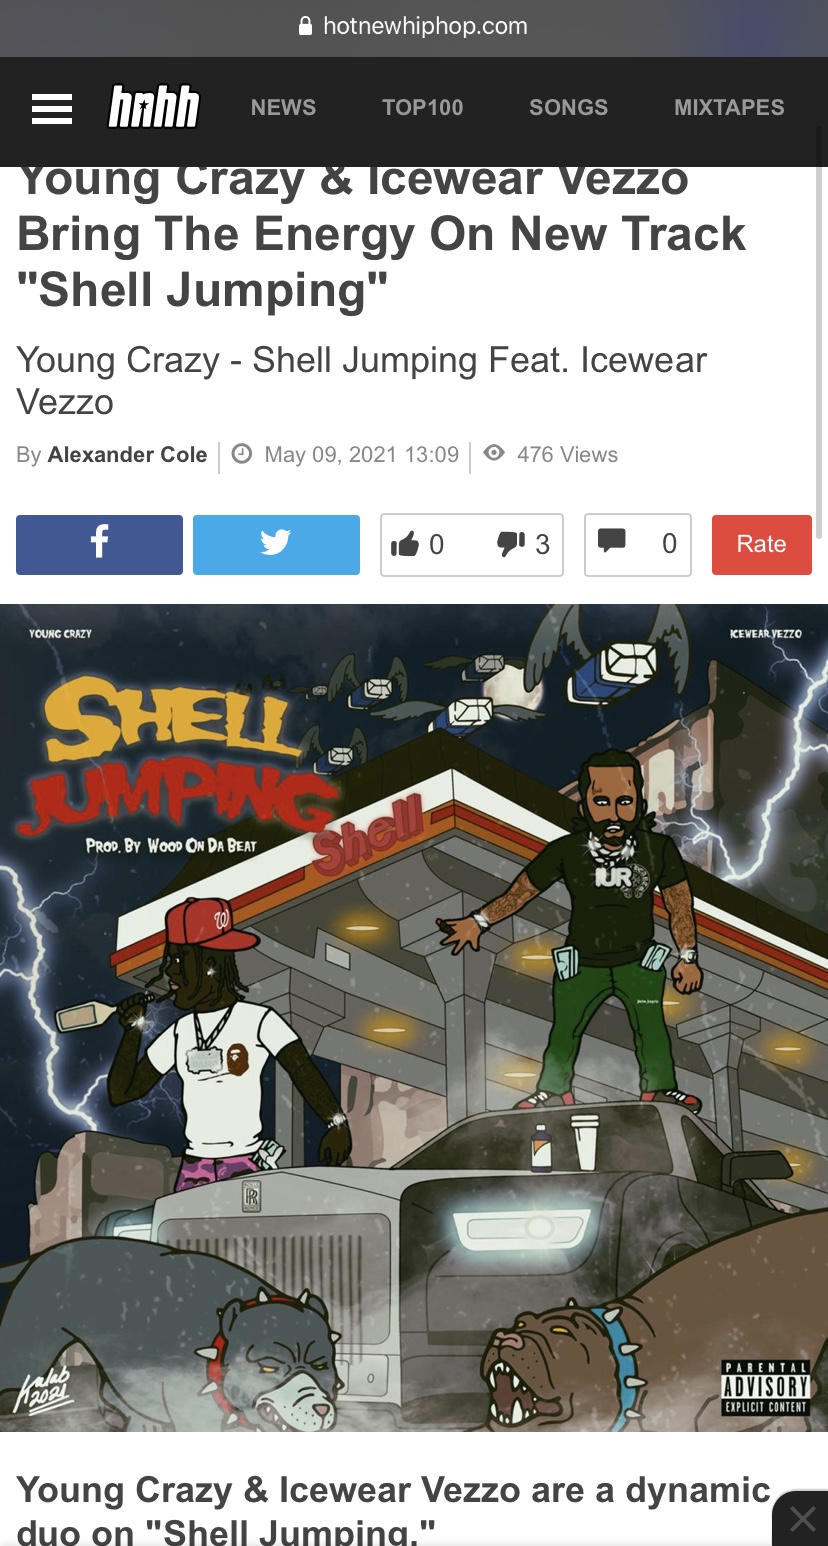 hotnewhiphop.com
hnhh NEWS TOP100 SONGS MIXTAPES
Young Crazy & Icewear Vezzo
Bring The Energy On New Track
"Shell Jumping"
Young Crazy - Shell Jumping Feat. Icewear
Vezzo
By Alexander Cole May 09, 2021 13:09 476 Views
f 0 3 0 Rate
YOUNG CRAZY ICEWEAR VEZZO
SHELL
JUMPING
PROD. BY WOOD ON DA BEAT
Shell
IUR
W
RR
Kalab
2021
PARENTAL
ADVISORY
EXPLICIT CONTENT
Young Crazy & Icewear Vezzo are a dynamic
duo on "Shell Jumping."